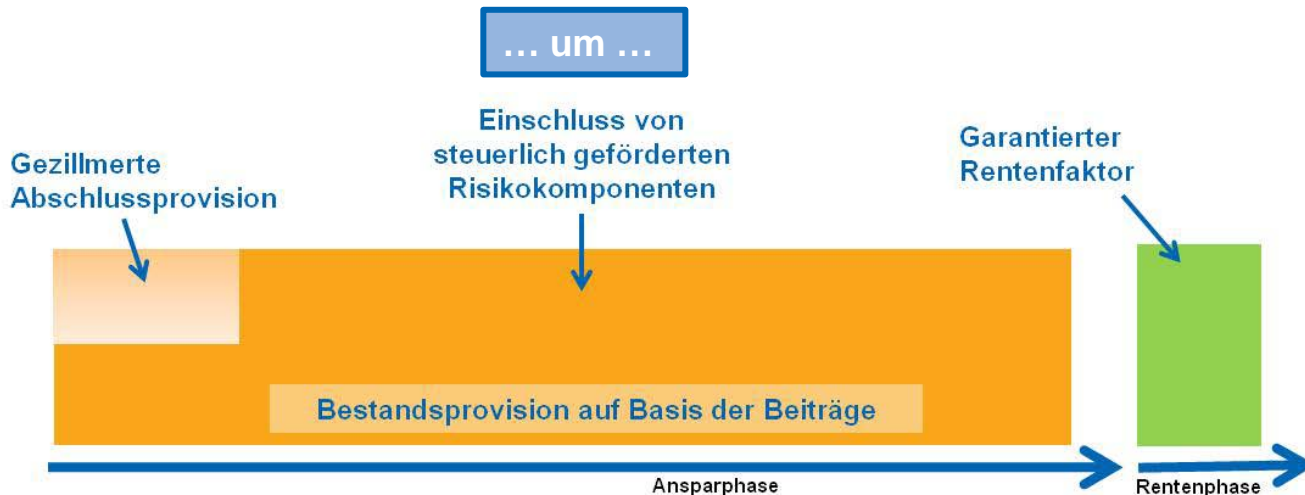 ... um ...
Einschluss von
steuerlich geförderten
Risikokomponenten
Gezillmerte
Abschlussprovision
Garantierter
Rentenfaktor
Bestandsprovision auf Basis der Beiträge
Ansparphase
Rentenphase